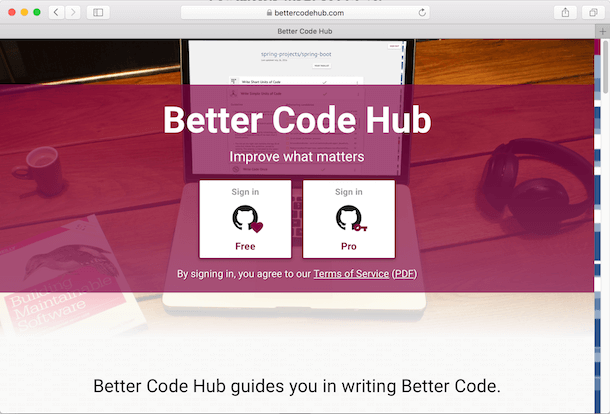 bettercodehub.com
Better Code Hub
spring-projects/spring-boot
Write Short Units of Code
Write Simple Units of Code
Better Code Hub
Improve what matters
Sign in
Free
Sign in
Pro
By signing in, you agree to our Terms of Service (PDF)
Building
Maintainable
Software
Better Code Hub guides you in writing Better Code.